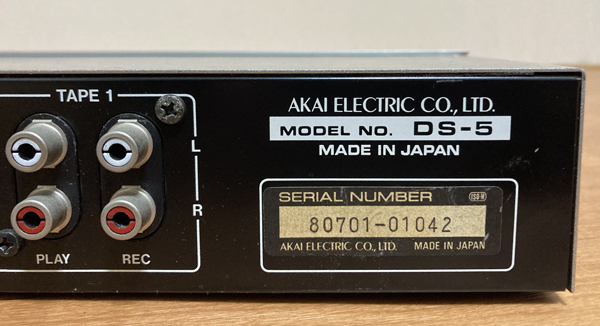 TAPE 1
L
R
PLAY
REC
AKAI ELECTRIC CO., LTD.
MODEL NO. DS-5
MADE IN JAPAN
SERIAL NUMBER
80701-01042
AKAI ELECTRIC CO., LTD. MADE IN JAPAN